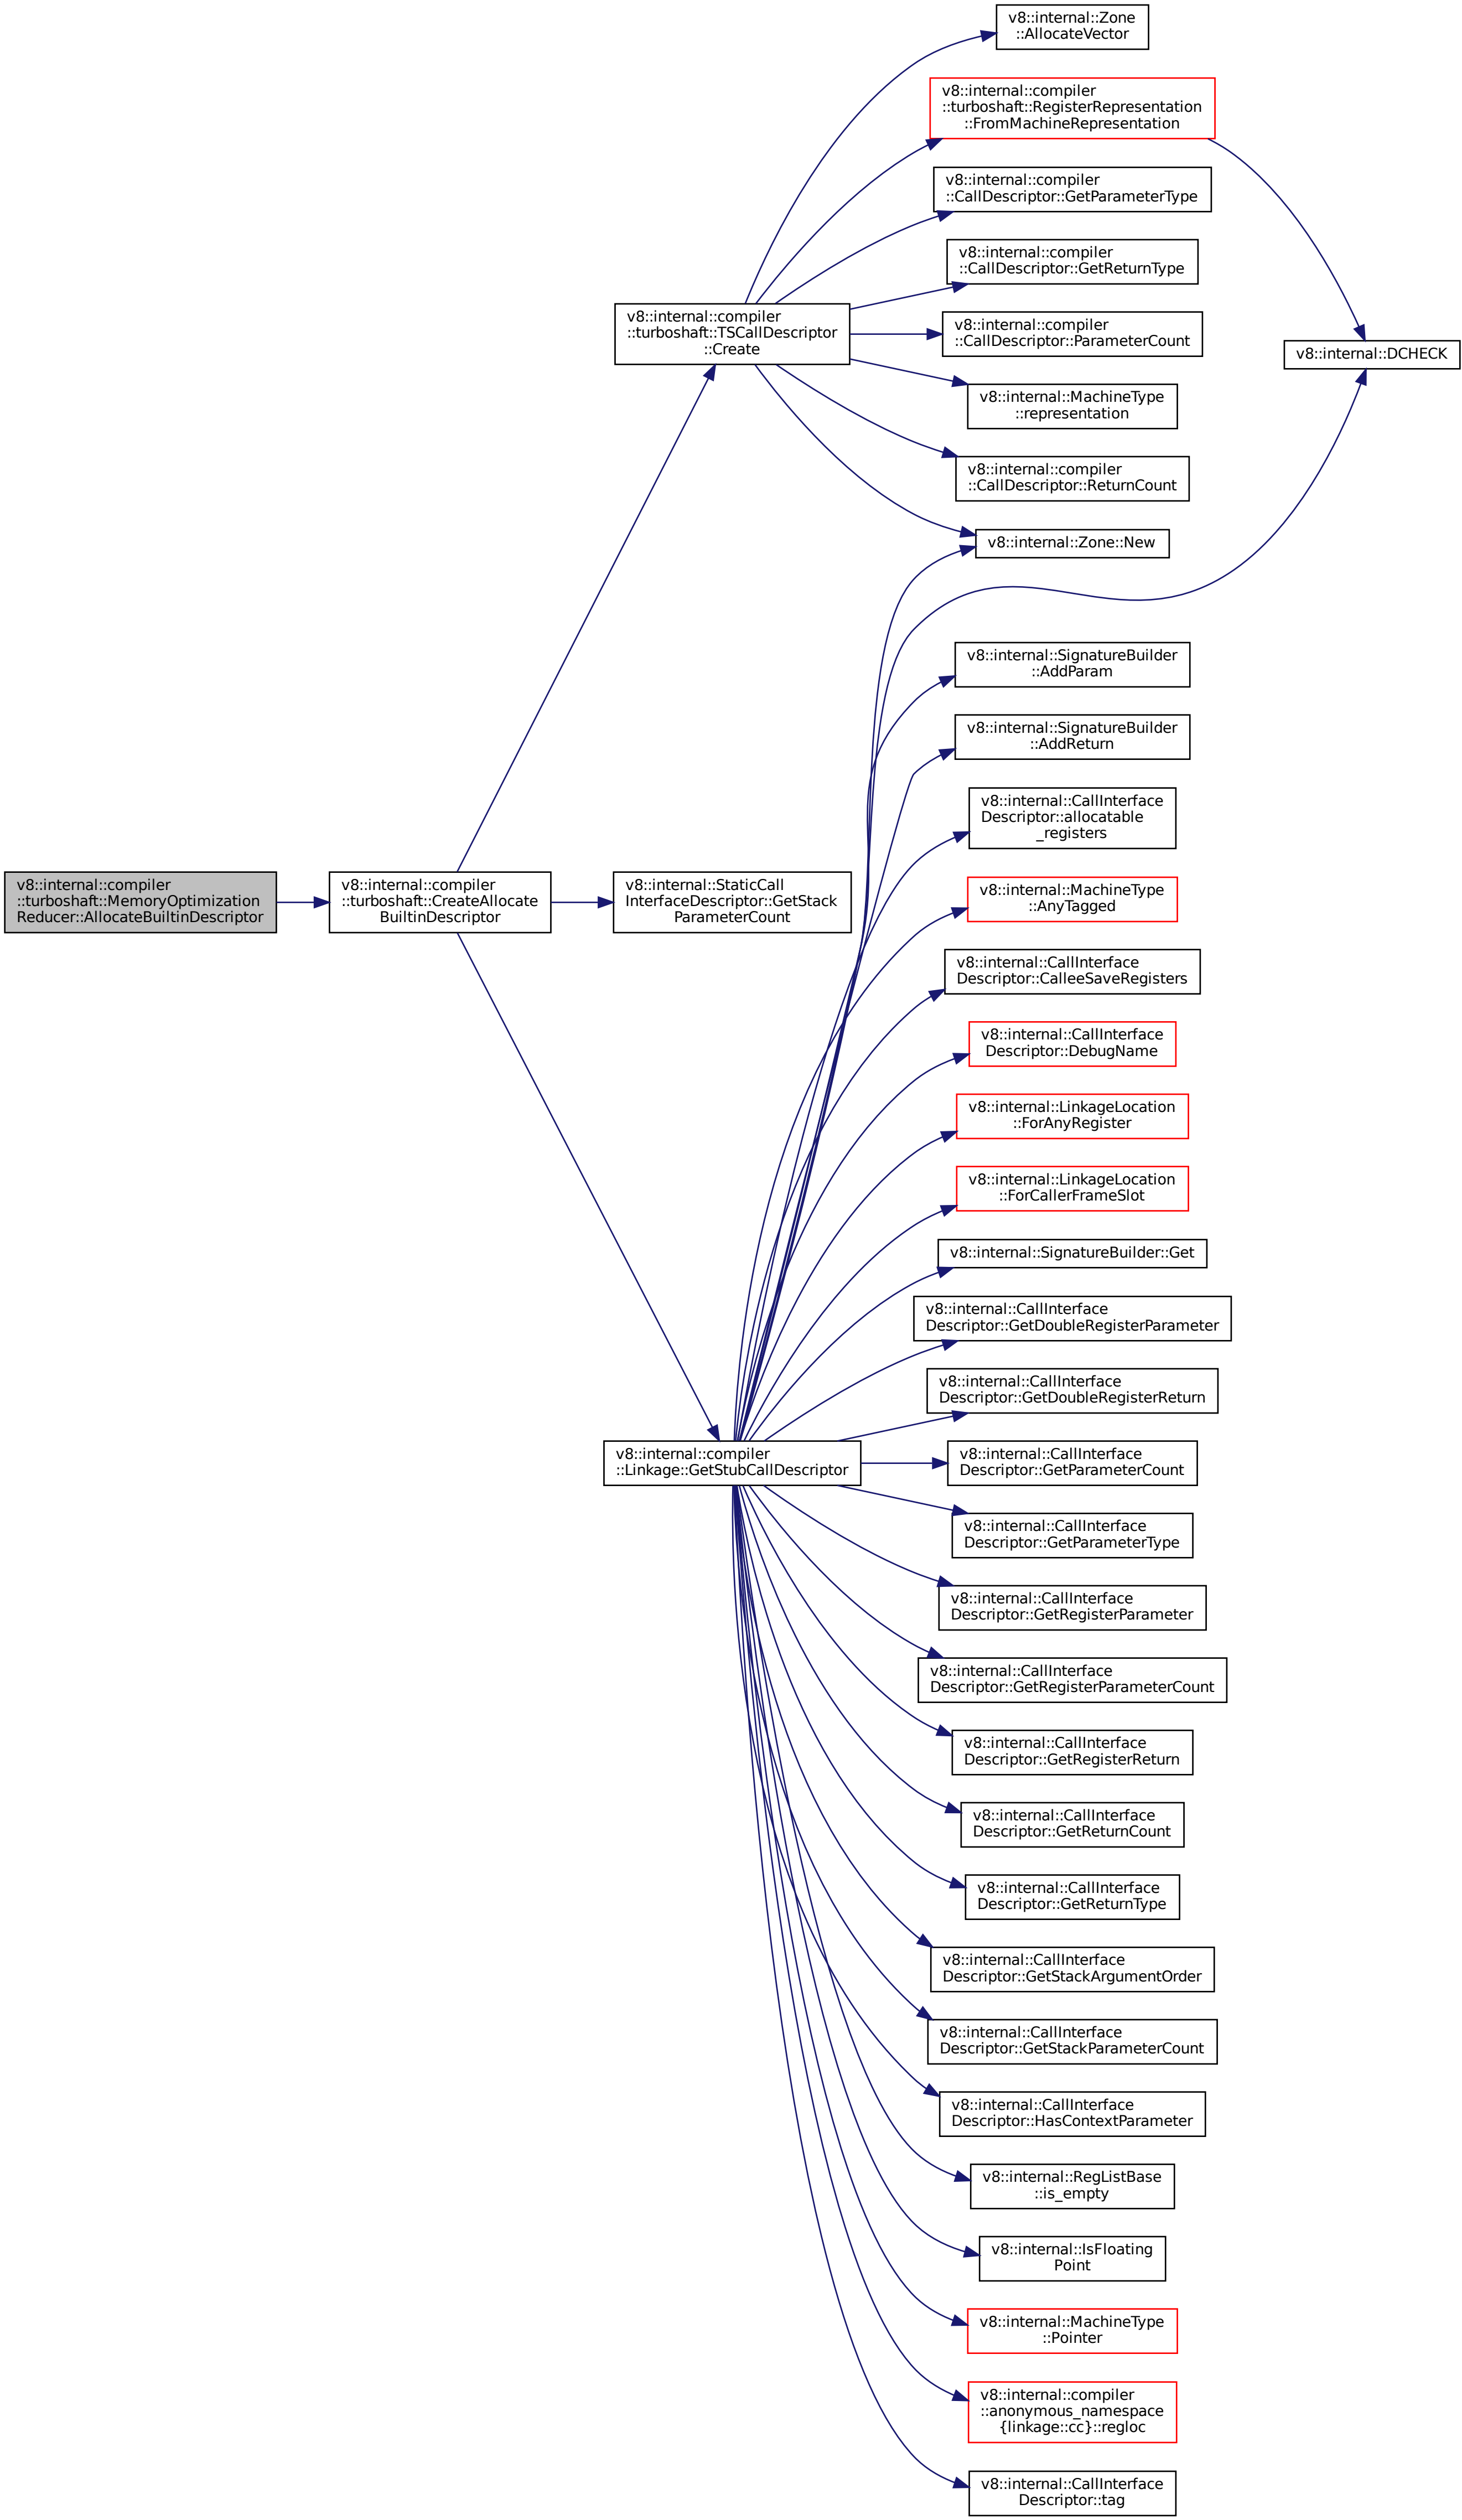 v8::internal::Zone
::AllocateVector
v8::internal::compiler
::turboshaft::RegisterRepresentation
::FromMachineRepresentation
v8::internal::compiler
::CallDescriptor::GetParameterType
v8::internal::compiler
::CallDescriptor::GetReturnType
v8::internal::compiler
::turboshaft::TSCallDescriptor
::Create
v8::internal::compiler
::CallDescriptor::ParameterCount
v8::internal::DCHECK
v8::internal::MachineType
::representation
v8::internal::compiler
::CallDescriptor::ReturnCount
v8::internal::Zone::New
v8::internal::SignatureBuilder
::AddParam
v8::internal::SignatureBuilder
::AddReturn
v8::internal::CallInterface
Descriptor::allocatable
_registers
v8::internal::compiler
::turboshaft::MemoryOptimization
Reducer::AllocateBuiltinDescriptor
v8::internal::compiler
::turboshaft::CreateAllocate
BuiltinDescriptor
v8::internal::StaticCall
InterfaceDescriptor::GetStack
ParameterCount
v8::internal::MachineType
::AnyTagged
v8::internal::CallInterface
Descriptor::CalleeSaveRegisters
v8::internal::CallInterface
Descriptor::DebugName
v8::internal::LinkageLocation
::ForAnyRegister
v8::internal::LinkageLocation
::ForCallerFrameSlot
v8::internal::SignatureBuilder::Get
v8::internal::CallInterface
Descriptor::GetDoubleRegisterParameter
v8::internal::CallInterface
Descriptor::GetDoubleRegisterReturn
v8::internal::compiler
::Linkage::GetStubCallDescriptor
v8::internal::CallInterface
Descriptor::GetParameterCount
v8::internal::CallInterface
Descriptor::GetParameterType
v8::internal::CallInterface
Descriptor::GetRegisterParameter
v8::internal::CallInterface
Descriptor::GetRegisterParameterCount
v8::internal::CallInterface
Descriptor::GetRegisterReturn
v8::internal::CallInterface
Descriptor::GetReturnCount
v8::internal::CallInterface
Descriptor::GetReturnType
v8::internal::CallInterface
Descriptor::GetStackArgumentOrder
v8::internal::CallInterface
Descriptor::GetStackParameterCount
v8::internal::CallInterface
Descriptor::HasContextParameter
v8::internal::RegListBase
::is_empty
v8::internal::IsFloating
Point
v8::internal::MachineType
::Pointer
v8::internal::compiler
::anonymous_namespace
{linkage::cc}::regloc
v8::internal::CallInterface
Descriptor::tag